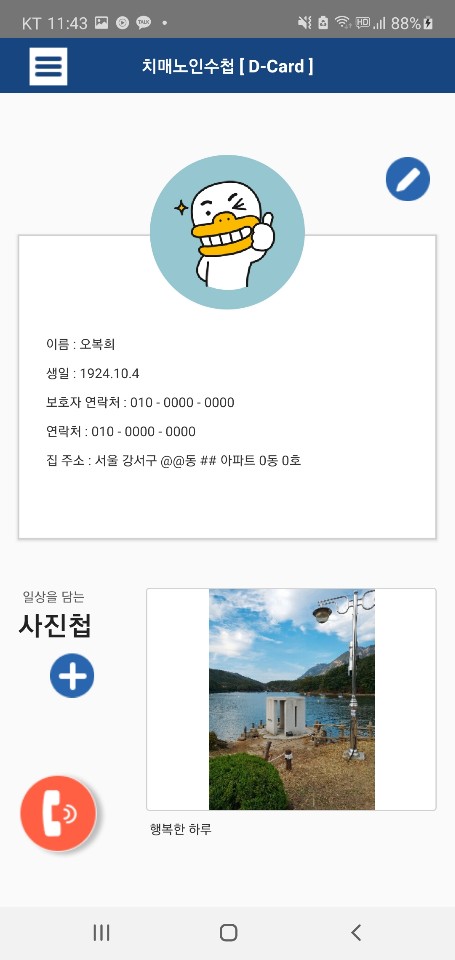 KT 11:43 88%
치매노인수첩 [ D-Card ]
이름 : 오복희
생일 : 1924.10.4
보호자 연락처 : 010 - 0000 - 0000
연락처 : 010 - 0000 - 0000
집 주소 : 서울 강서구 @@동 ## 아파트 0동 0호
일상을 담는
사진첩
행복한 하루